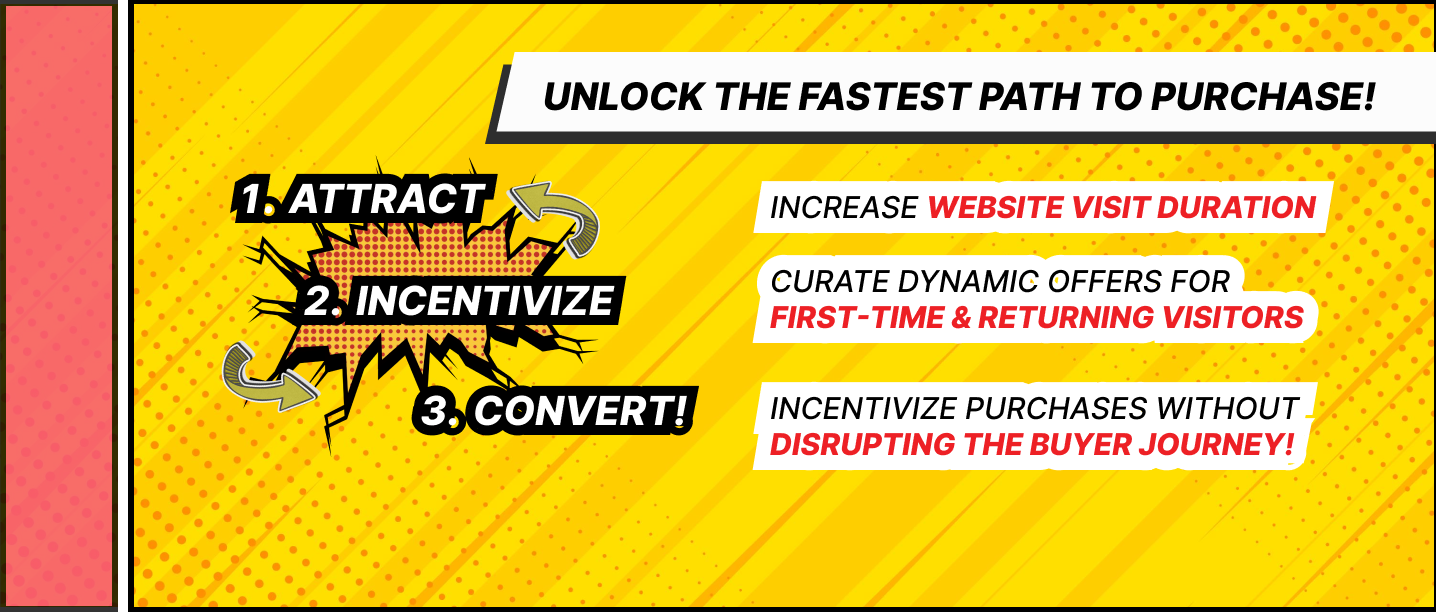 UNLOCK THE FASTEST PATH TO PURCHASE!
1. ATTRACT
2. INCENTIVIZE
3. CONVERT!
INCREASE WEBSITE VISIT DURATION
CURATE DYNAMIC OFFERS FOR
FIRST-TIME & RETURNING VISITORS
INCENTIVIZE PURCHASES WITHOUT
DISRUPTING THE BUYER JOURNEY!